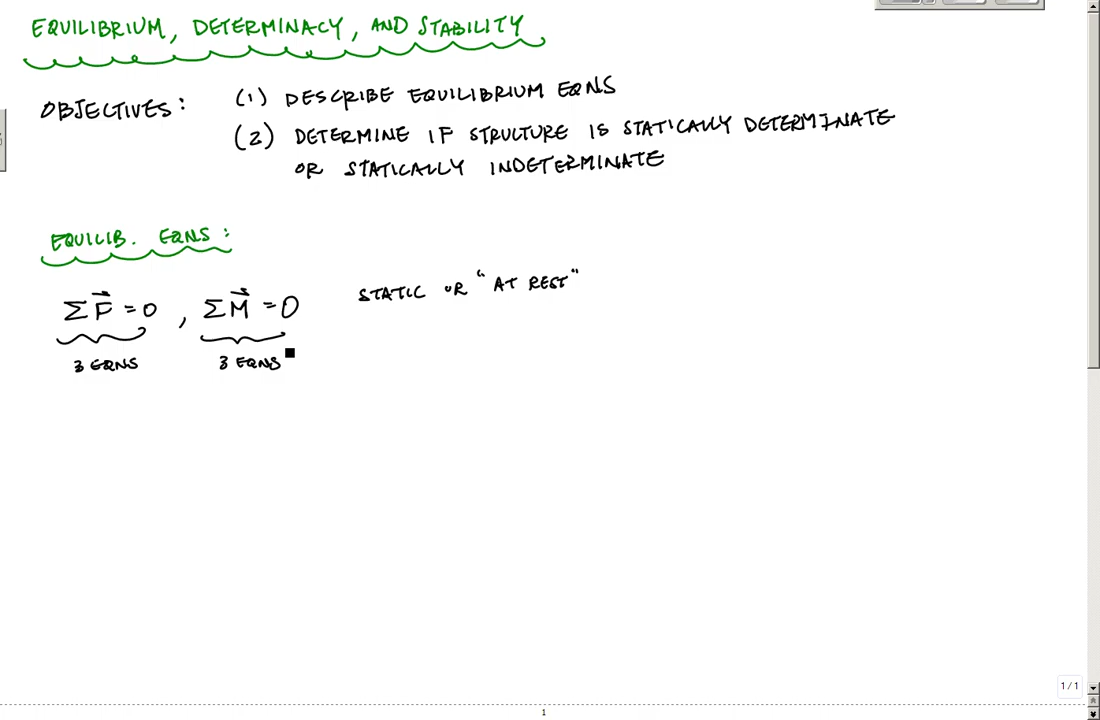 EQUILIBRIUM, DETERMINACY, AND STABILITY
OBJECTIVES: (1) DESCRIBE EQUILIBRIUM EQNS
(2) DETERMINE IF STRUCTURE IS STATICALLY DETERMINATE
OR STATICALLY INDETERMINATE
EQUILIB. EQNS:
ΣF⃗ = 0 , ΣM⃗ = 0 STATIC OR "AT REST"
3 EQNS 3 EQNS
1/1
1